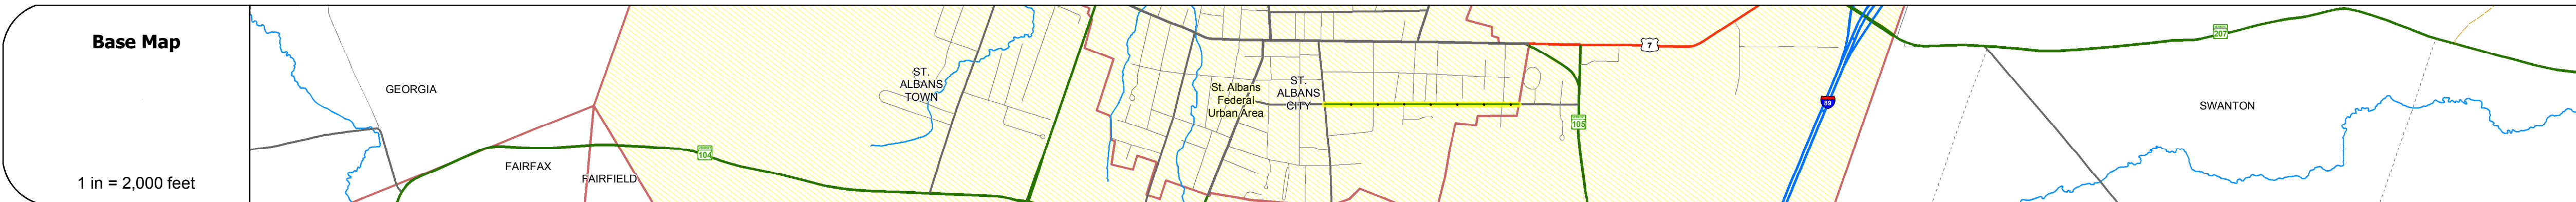 Base Map
1 in = 2,000 feet
GEORGIA
FAIRFAX
FAIRFIELD
104
ST.
ALBANS
TOWN
St. Albans
Federal
Urban Area
ST.
ALBANS
CITY
7
105
89
207
SWANTON